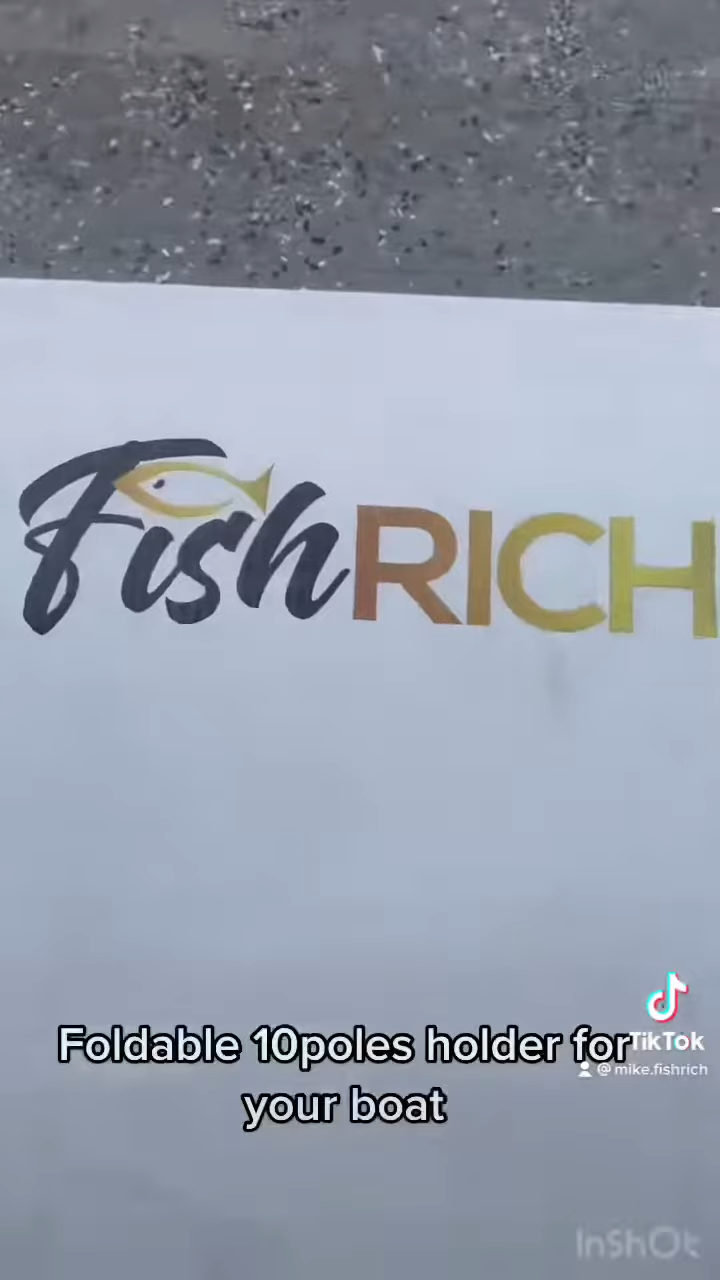 FishRICH
Foldable 10poles holder for
your boat
TikTok
@mike.fishrich
InShOt